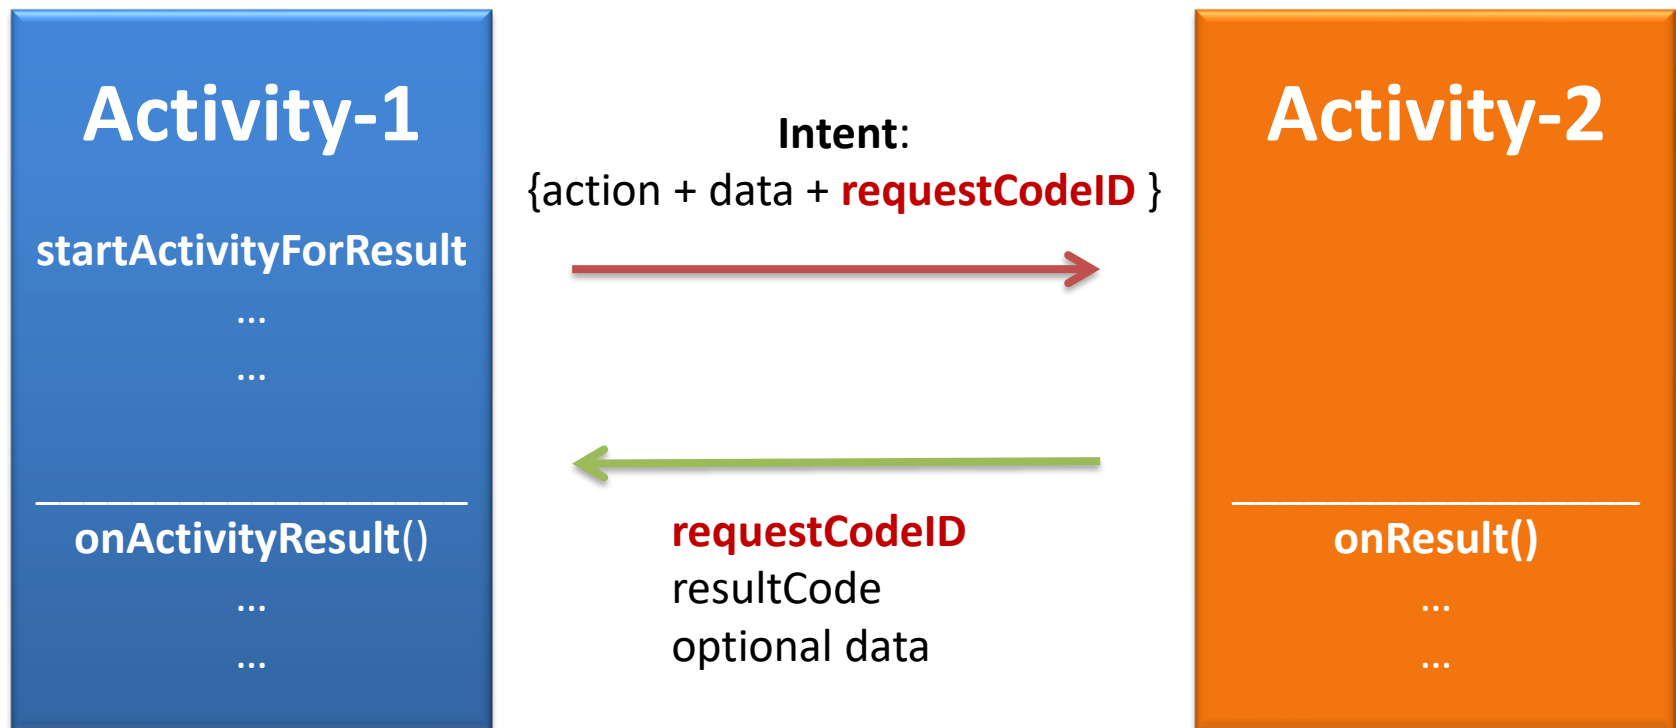 Activity-1
startActivityForResult
...
...
onActivityResult()
...
...
Intent:
{action + data + requestCodeID }
requestCodeID
resultCode
optional data
Activity-2
onResult()
...
...